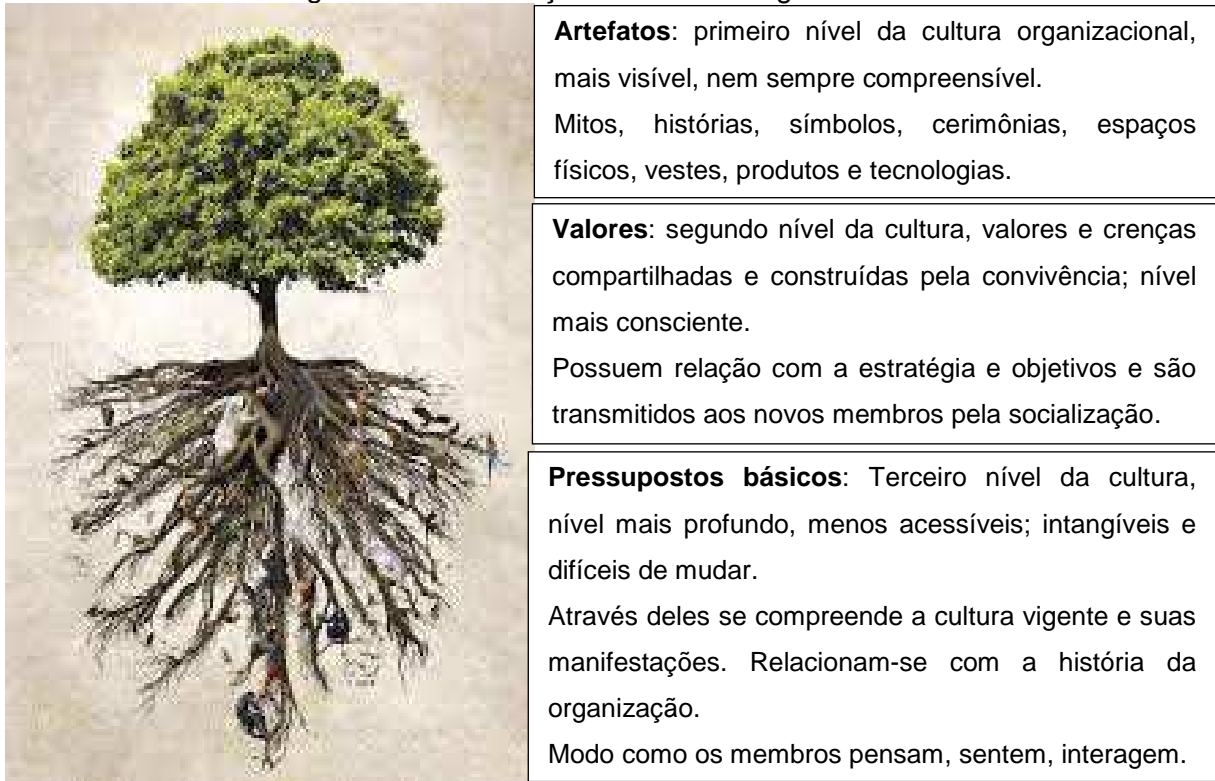 Artefatos: primeiro nível da cultura organizacional,
mais visível, nem sempre compreensível.
Mitos, histórias, símbolos, cerimônias, espaços
físicos, vestes, produtos e tecnologias.
Valores: segundo nível da cultura, valores e crenças
compartilhadas e construídas pela convivência; nível
mais consciente.
Possuem relação com a estratégia e objetivos e são
transmitidos aos novos membros pela socialização.
Pressupostos básicos: Terceiro nível da cultura,
nível mais profundo, menos acessíveis; intangíveis e
difíceis de mudar.
Através deles se compreende a cultura vigente e suas
manifestações. Relacionam-se com a história da
organização.
Modo como os membros pensam, sentem, interagem.